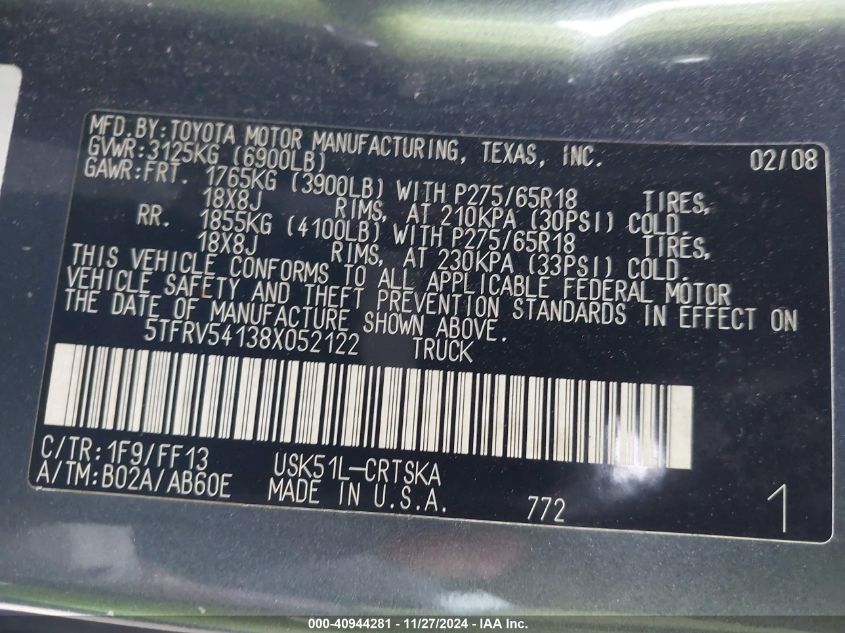 MFD.BY:TOYOTA MOTOR MANUFACTURING, TEXAS, INC. 02/08
GVWR:3125KG (6900LB)
GAWR:FRT. 1765KG (3900LB) WITH P275/65R18 TIRES,
18X8J RIMS, AT 210KPA (30PSI) COLD.
RR. 1855KG (4100LB) WITH P275/65R18 TIRES,
18X8J RIMS, AT 230KPA (33PSI) COLD.
THIS VEHICLE CONFORMS TO ALL APPLICABLE FEDERAL MOTOR
VEHICLE SAFETY AND THEFT PREVENTION STANDARDS IN EFFECT ON
THE DATE OF MANUFACTURE SHOWN ABOVE.
5TFRV54138X052122 TRUCK
C/TR:1F9/FF13 USK51L-CRTSKA
A/TM:B02A/AB60E MADE IN U.S.A. 772 1
000-40944281 - 11/27/2024 - IAA Inc.